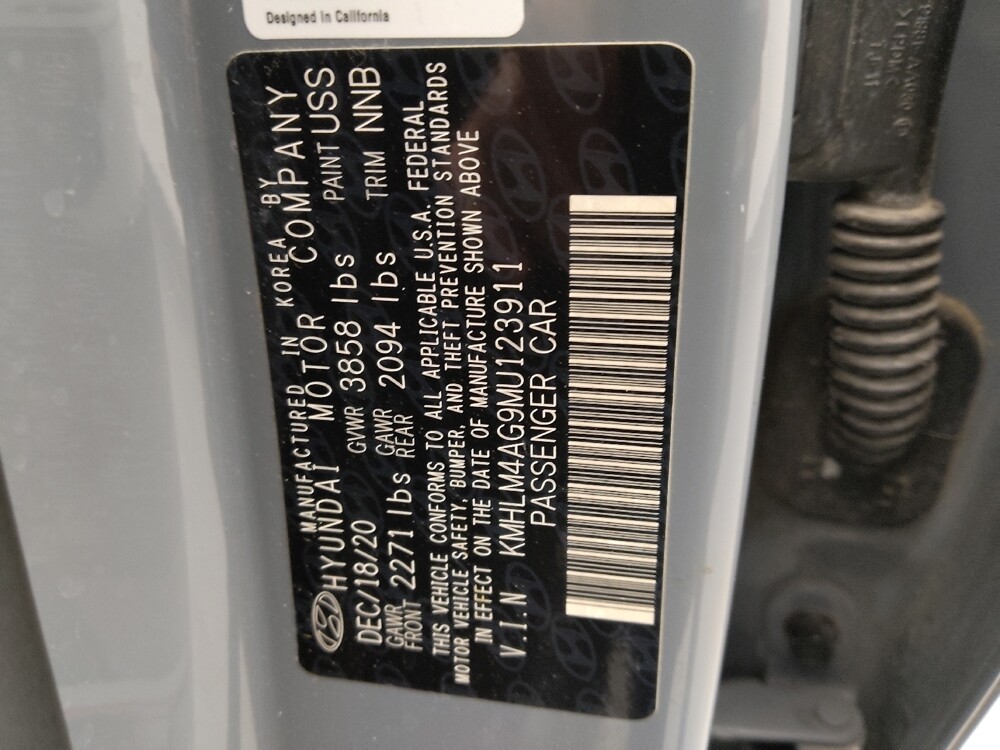 Designed in California
MANUFACTURED IN KOREA BY
HYUNDAI MOTOR COMPANY
DEC/18/20 GVWR 3858 lbs PAINT USS
GAWR FRONT 2271 lbs GAWR REAR 2094 lbs TRIM NNB
THIS VEHICLE CONFORMS TO ALL APPLICABLE U.S.A. FEDERAL
MOTOR VEHICLE SAFETY, BUMPER, AND THEFT PREVENTION STANDARDS
IN EFFECT ON THE DATE OF MANUFACTURE SHOWN ABOVE
V.I.N KMHLM4AG9MU123911
PASSENGER CAR